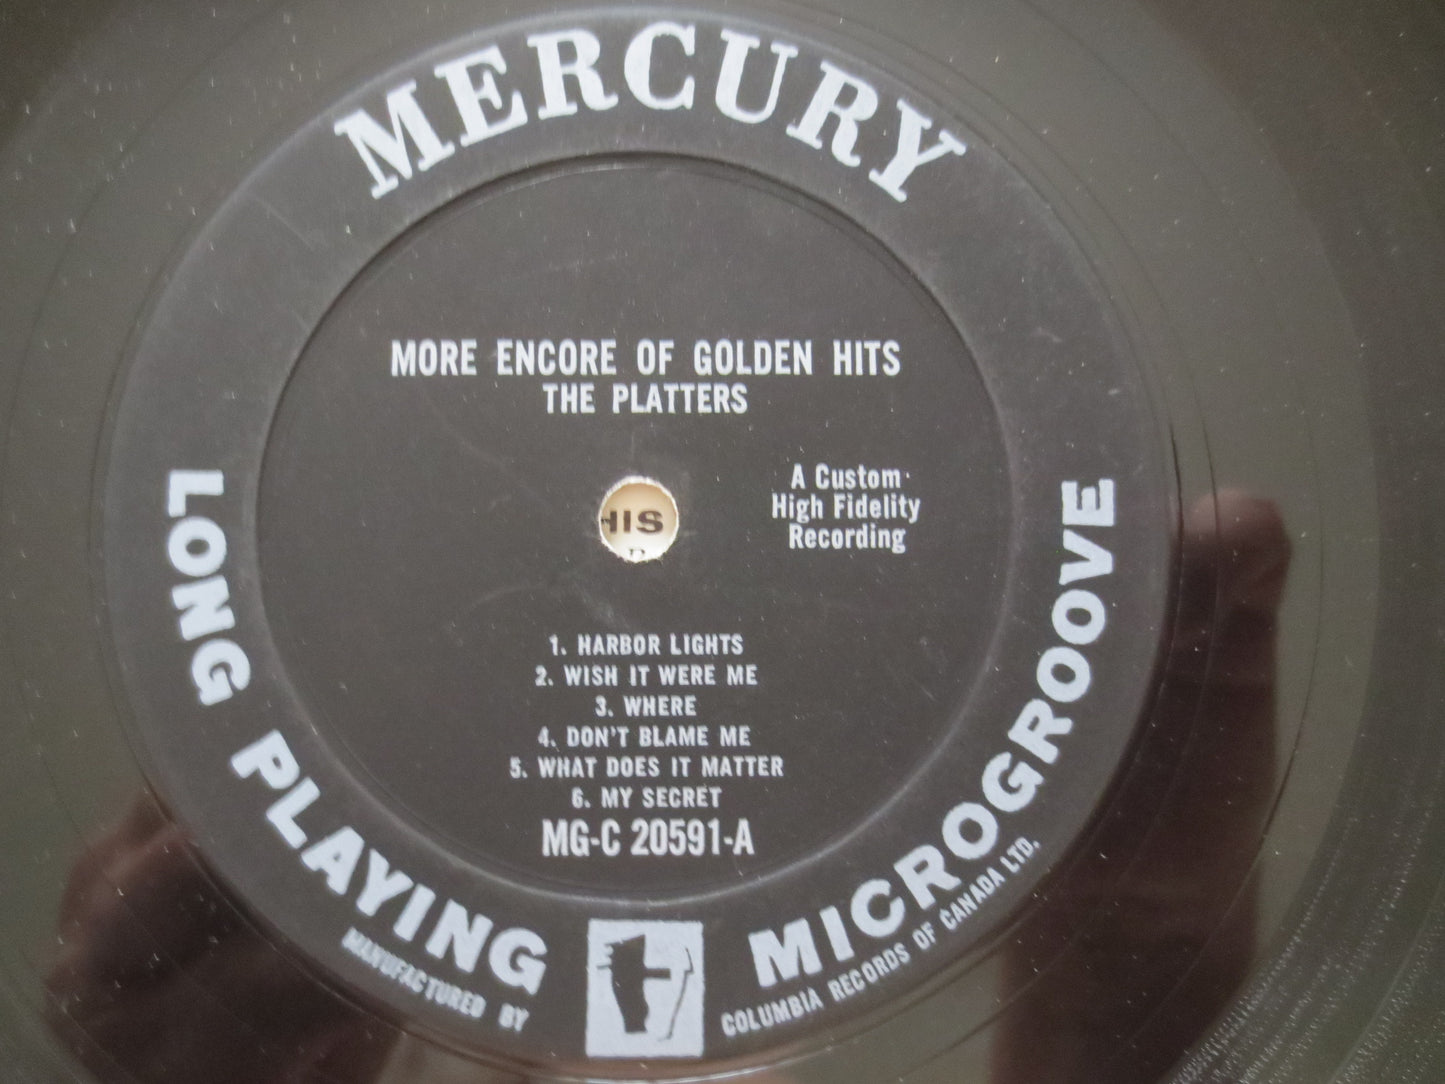 MERCURY
MORE ENCORE OF GOLDEN HITS
THE PLATTERS
A Custom
High Fidelity
Recording
HIS
1. HARBOR LIGHTS
2. WISH IT WERE ME
3. WHERE
4. DON'T BLAME ME
5. WHAT DOES IT MATTER
6. MY SECRET
MG-C 20591-A
LONG PLAYING
MICROGROOVE
MANUFACTURED BY
COLUMBIA RECORDS OF CANADA LTD.